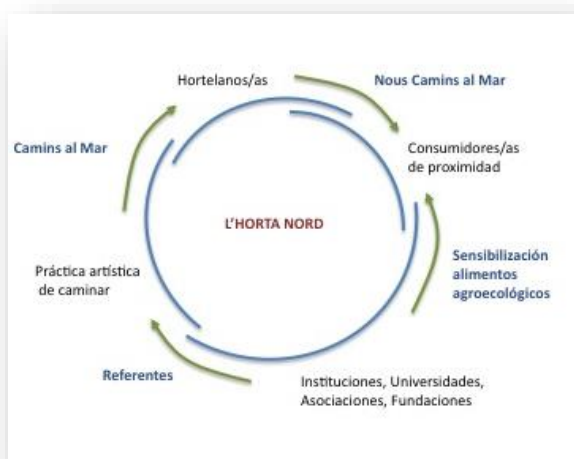 Hortelanos/as
Nous Camins al Mar
Camins al Mar
Consumidores/as
de proximidad
L'HORTA NORD
Sensibilización
alimentos
agroecológicos
Práctica artística
de caminar
Referentes
Instituciones, Universidades,
Asociaciones, Fundaciones